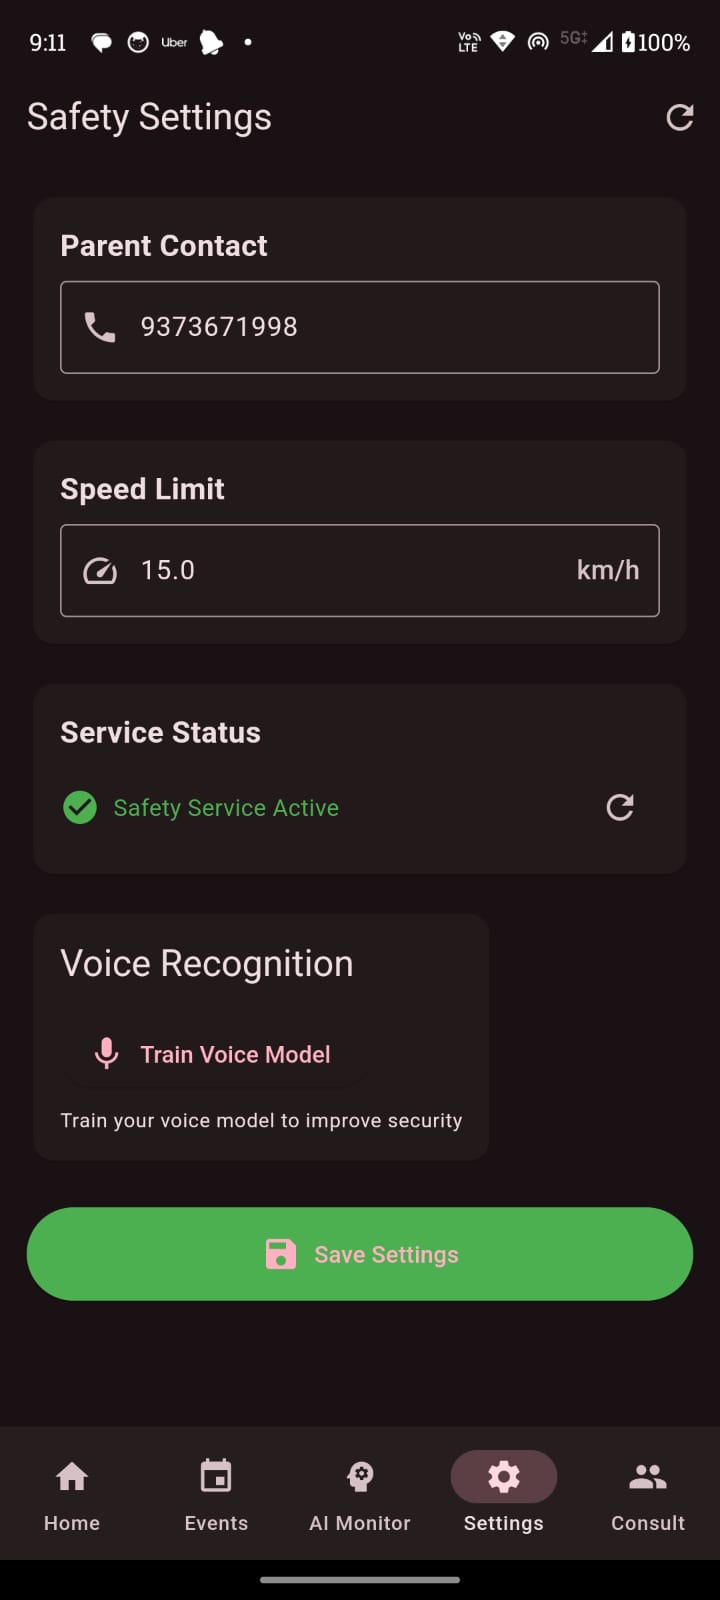 9:11 Uber Vo LTE 5G 100%
Safety Settings
Parent Contact
9373671998
Speed Limit
15.0 km/h
Service Status
Safety Service Active
Voice Recognition
Train Voice Model
Train your voice model to improve security
Save Settings
Home Events AI Monitor Settings Consult